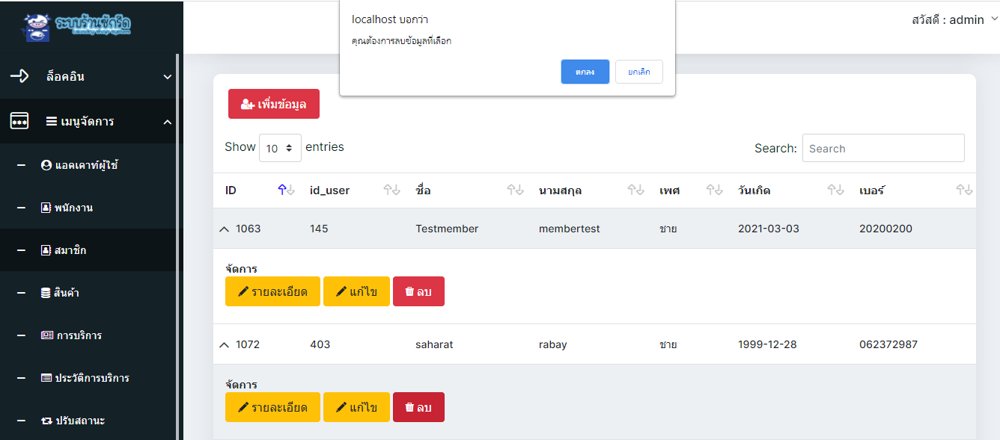 ระบบร้านซักรีด
สวัสดี : admin
localhost บอกว่า
คุณต้องการลบข้อมูลที่เลือก
ตกลง ยกเลิก
ล็อคอิน
เมนูจัดการ
แอคเคาท์ผู้ใช้
พนักงาน
สมาชิก
สินค้า
การบริการ
ประวัติการบริการ
ปรับสถานะ
เพิ่มข้อมูล
Show 10 entries Search: Search
ID id_user ชื่อ นามสกุล เพศ วันเกิด เบอร์
1063 145 Testmember membertest ชาย 2021-03-03 20200200
จัดการ
รายละเอียด แก้ไข ลบ
1072 403 saharat rabay ชาย 1999-12-28 062372987
จัดการ
รายละเอียด แก้ไข ลบ